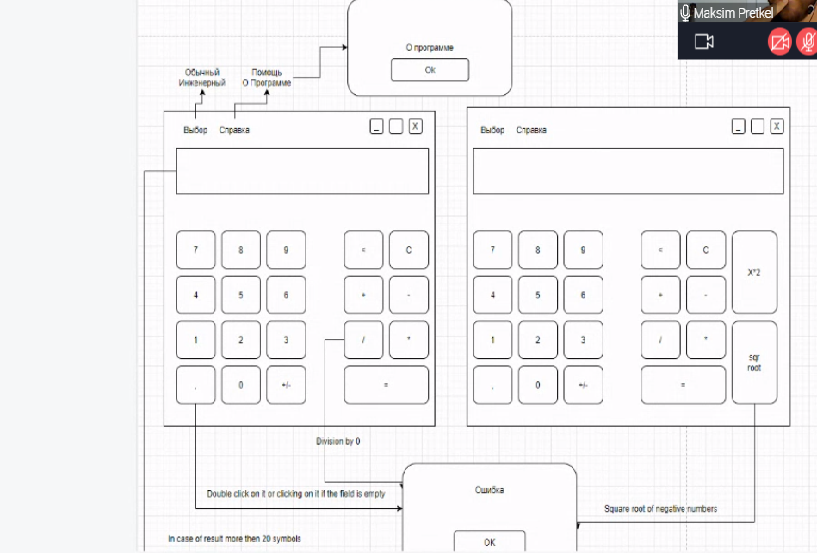 Maksim Pretkel
О программе
Ok
Обычный
Инженерный
Помощь
О Программе
Выбор Справка _ X
Выбор Справка _ X
7 8 9 < C
4 5 6 + -
1 2 3 / *
. 0 +/- =
7 8 9 < C X^2
4 5 6 + -
1 2 3 / * sqr
root
. 0 +/- =
Division by 0
Double click on it or clicking on it if the field is empty
Ошибка
Square root of negative numbers
In case of result more then 20 symbols
OK